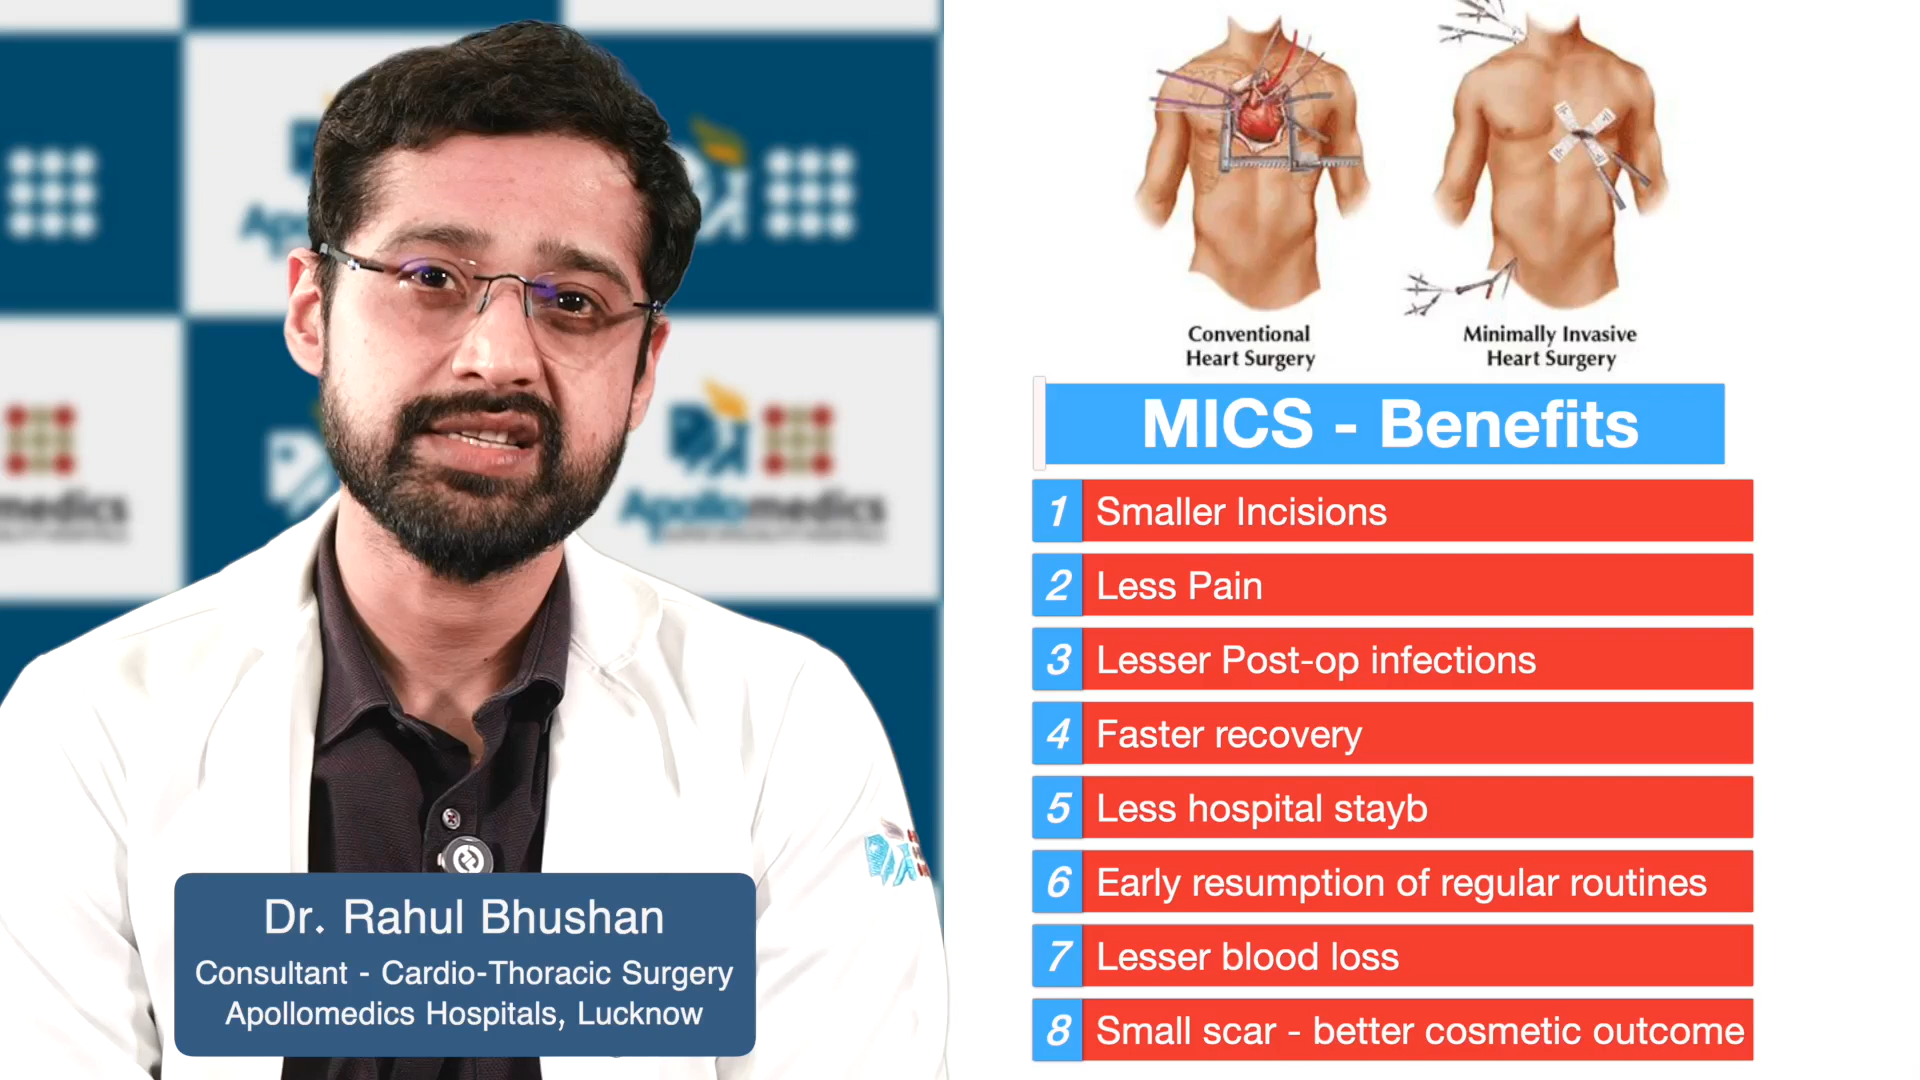 Conventional
Heart Surgery
Minimally Invasive
Heart Surgery
MICS - Benefits
1 Smaller Incisions
2 Less Pain
3 Lesser Post-op infections
4 Faster recovery
5 Less hospital stayb
6 Early resumption of regular routines
7 Lesser blood loss
8 Small scar - better cosmetic outcome
medics
Apollomedics
Dr. Rahul Bhushan
Consultant - Cardio-Thoracic Surgery
Apollomedics Hospitals, Lucknow